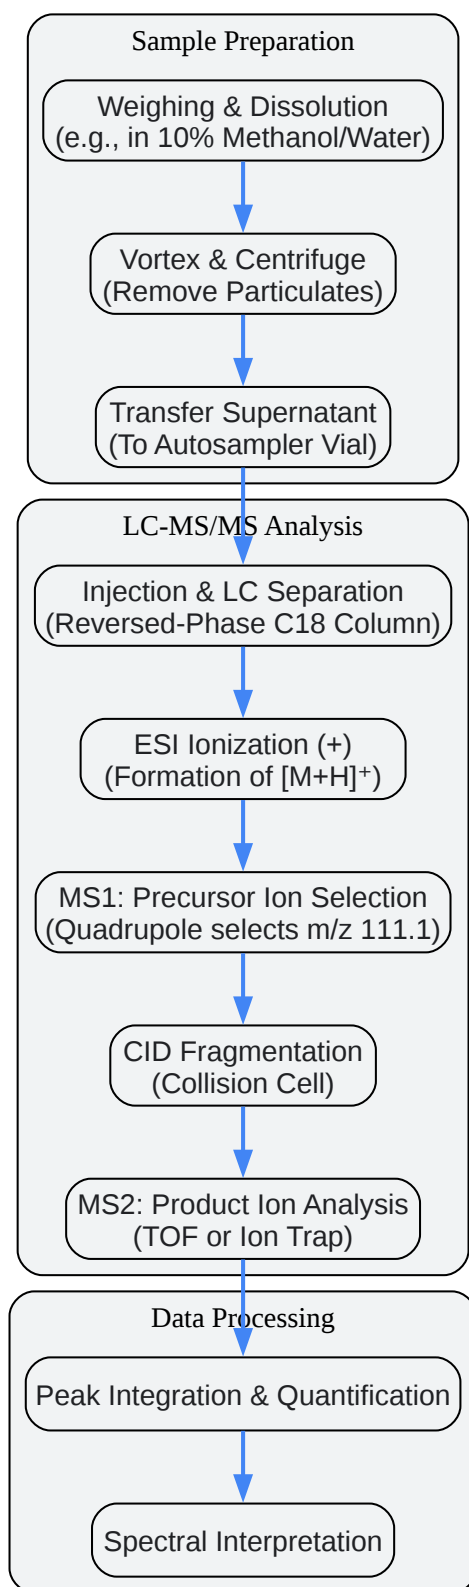 Sample Preparation
Weighing & Dissolution
(e.g., in 10% Methanol/Water)
Vortex & Centrifuge
(Remove Particulates)
Transfer Supernatant
(To Autosampler Vial)
LC-MS/MS Analysis
Injection & LC Separation
(Reversed-Phase C18 Column)
ESI Ionization (+)
(Formation of [M+H]⁺)
MS1: Precursor Ion Selection
(Quadrupole selects m/z 111.1)
CID Fragmentation
(Collision Cell)
MS2: Product Ion Analysis
(TOF or Ion Trap)
Data Processing
Peak Integration & Quantification
Spectral Interpretation